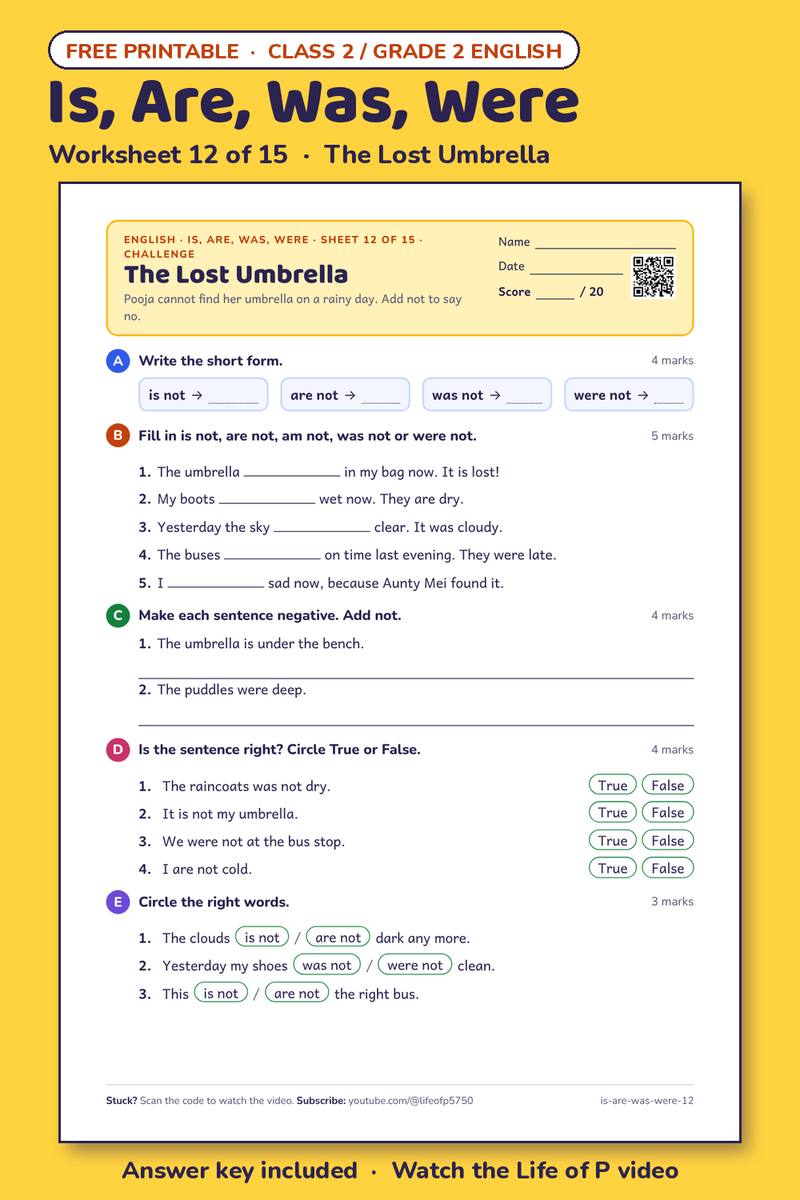 FREE PRINTABLE · CLASS 2 / GRADE 2 ENGLISH
Is, Are, Was, Were
Worksheet 12 of 15 · The Lost Umbrella
ENGLISH · IS, ARE, WAS, WERE · SHEET 12 OF 15 ·
CHALLENGE
The Lost Umbrella
Pooja cannot find her umbrella on a rainy day. Add not to say
no.
Name
Date
Score / 20
A Write the short form. 4 marks
is not → are not → was not → were not →
B Fill in is not, are not, am not, was not or were not. 5 marks
1. The umbrella ____________ in my bag now. It is lost!
2. My boots ____________ wet now. They are dry.
3. Yesterday the sky ____________ clear. It was cloudy.
4. The buses ____________ on time last evening. They were late.
5. I ____________ sad now, because Aunty Mei found it.
C Make each sentence negative. Add not. 4 marks
1. The umbrella is under the bench.
2. The puddles were deep.
D Is the sentence right? Circle True or False. 4 marks
1. The raincoats was not dry. True False
2. It is not my umbrella. True False
3. We were not at the bus stop. True False
4. I are not cold. True False
E Circle the right words. 3 marks
1. The clouds is not / are not dark any more.
2. Yesterday my shoes was not / were not clean.
3. This is not / are not the right bus.
Stuck? Scan the code to watch the video. Subscribe: youtube.com/@lifeofp5750 is-are-was-were-12
Answer key included · Watch the Life of P video